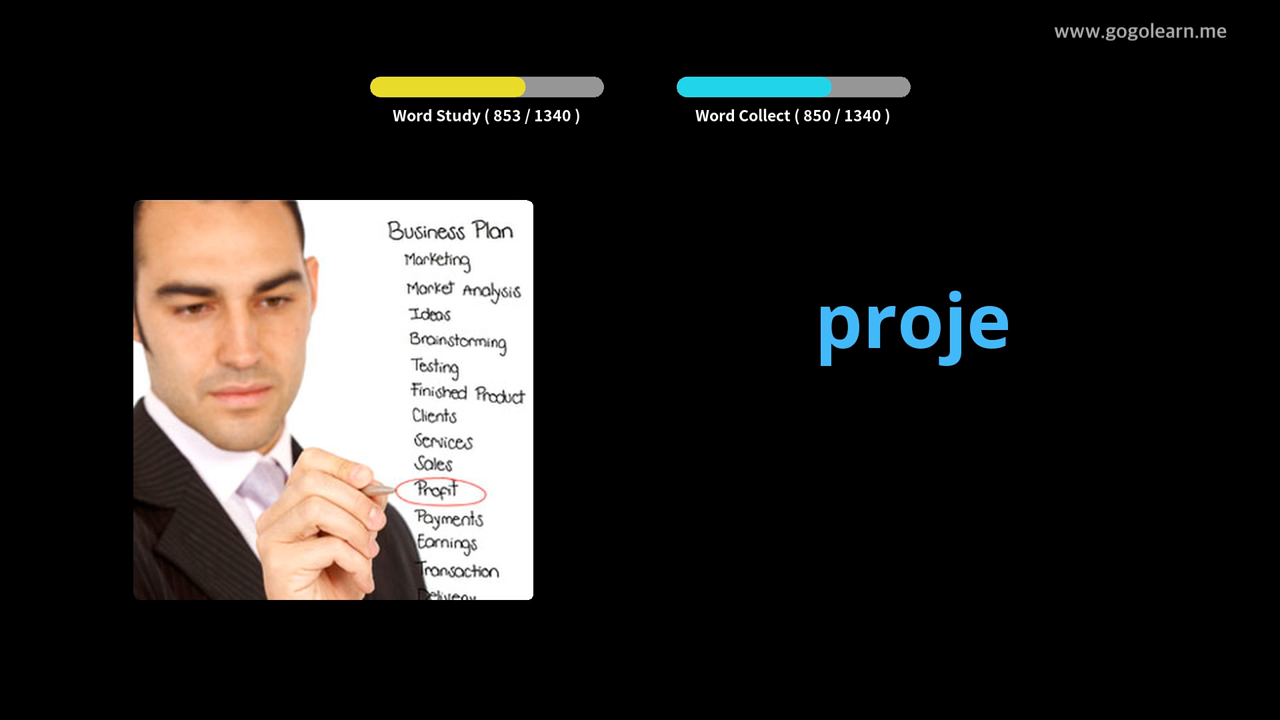 www.gogolearn.me
Word Study ( 853 / 1340 )
Word Collect ( 850 / 1340 )
Business Plan
Marketing
Market Analysis
Ideas
Brainstorming
Testing
Finished Product
Clients
Services
Sales
Profit
Payments
Earnings
Transaction
Delivery
proje